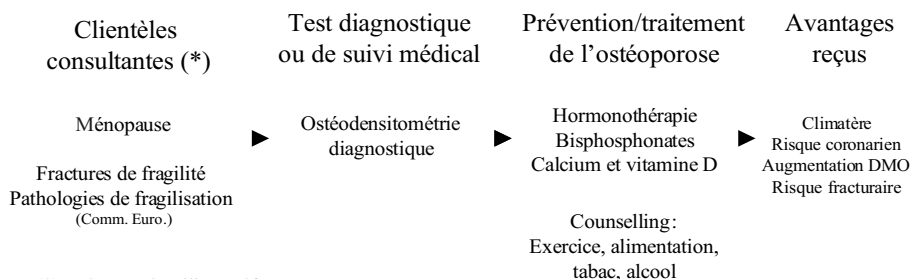 Clientèles
consultantes (*)
Test diagnostique
ou de suivi médical
Prévention/traitement
de l’ostéoporose
Avantages
reçus
Ménopause
Fractures de fragilité
Pathologies de fragilisation
(Comm. Euro.)
Ostéodensitométrie
diagnostique
Hormonothérapie
Bisphosphonates
Calcium et vitamine D
Counselling:
Exercice, alimentation,
tabac, alcool
Climatère
Risque coronarien
Augmentation DMO
Risque fracturaire